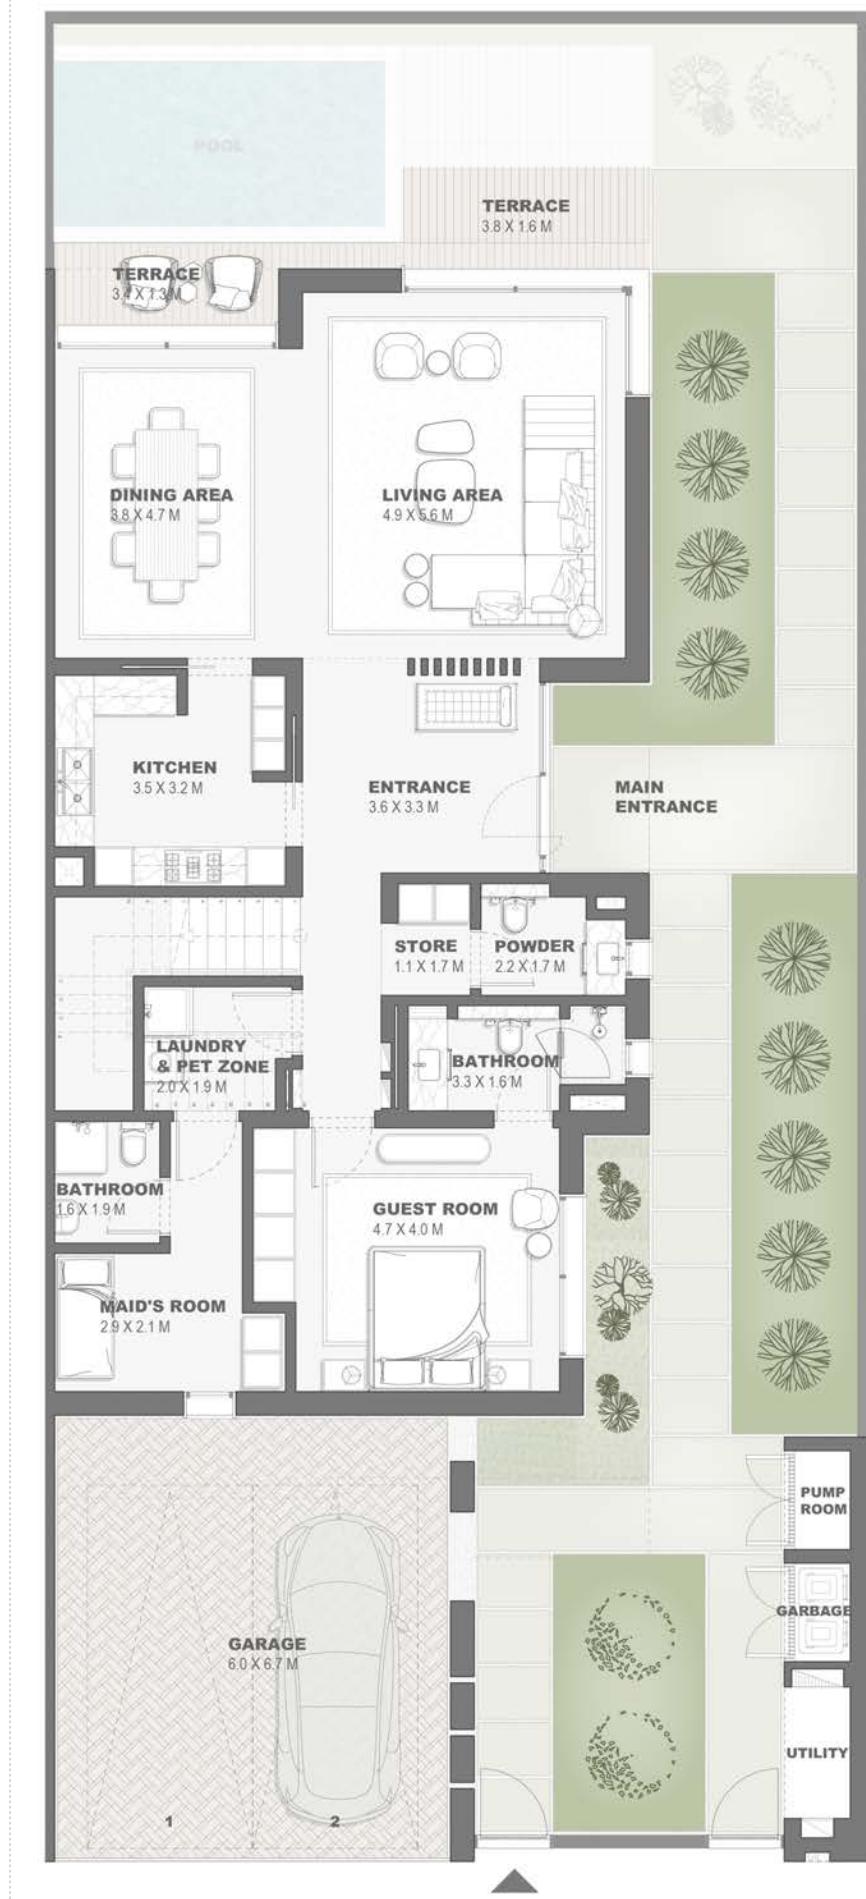 POOL
TERRACE
3.8 X 1.6 M
TERRACE
3.4 X 1.3 M
DINING AREA
3.8 X 4.7 M
LIVING AREA
4.9 X 5.6 M
KITCHEN
3.5 X 3.2 M
ENTRANCE
3.6 X 3.3 M
MAIN
ENTRANCE
STORE
1.1 X 1.7 M
POWDER
2.2 X 1.7 M
LAUNDRY
& PET ZONE
2.0 X 1.9 M
BATHROOM
3.3 X 1.6 M
BATHROOM
1.6 X 1.9 M
GUEST ROOM
4.7 X 4.0 M
MAID'S ROOM
2.9 X 2.1 M
PUMP
ROOM
GARBAGE
GARAGE
6.0 X 6.7 M
UTILITY
1
2